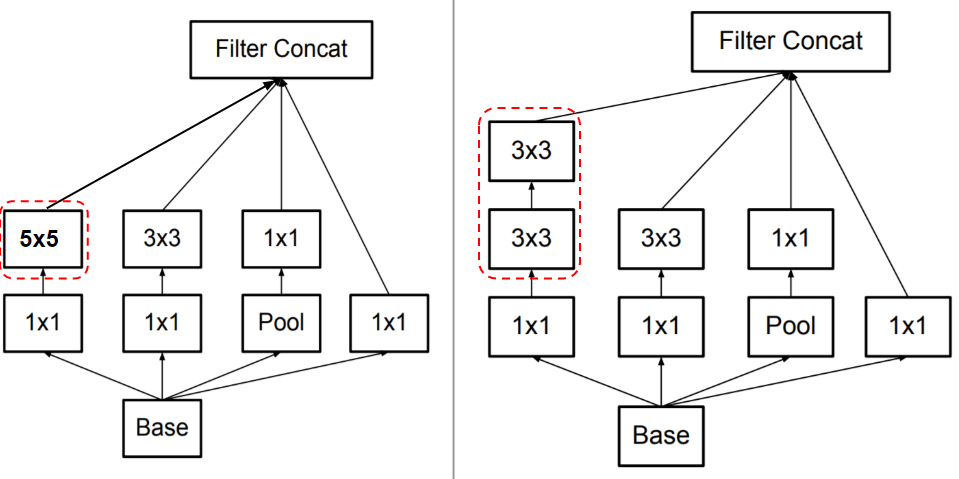 Filter Concat
5x5
3x3
1x1
1x1
1x1
Pool
1x1
Base
Filter Concat
3x3
3x3
3x3
1x1
1x1
1x1
Pool
1x1
Base